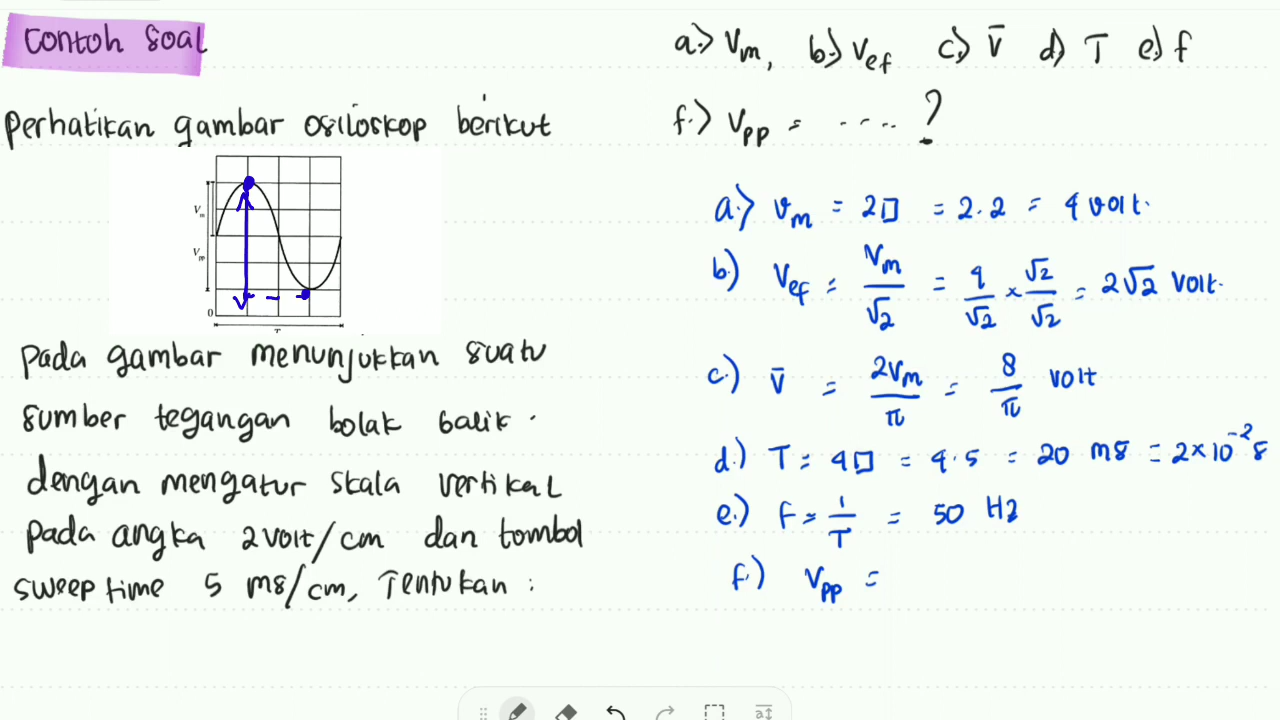 Contoh Soal
Perhatikan gambar osiloskop berikut
Vm
Vpp
0
T
Pada gambar menunjukkan suatu
sumber tegangan bolak balik.
dengan mengatur skala vertikal
pada angka 2 volt/cm dan tombol
sweep time 5 ms/cm, Tentukan :
a.) Vm, b.) Vef c.) V̄ d.) T e.) f
f.) Vpp = .... ?
a.) Vm = 2□ = 2.2 = 4 volt.
b.) Vef = Vm/√2 = 4/√2 × √2/√2 = 2√2 Volt.
c.) V̄ = 2Vm/π = 8/π volt
d.) T = 4□ = 4.5 = 20 ms = 2×10⁻² s
e.) f = 1/T = 50 Hz
f.) Vpp =